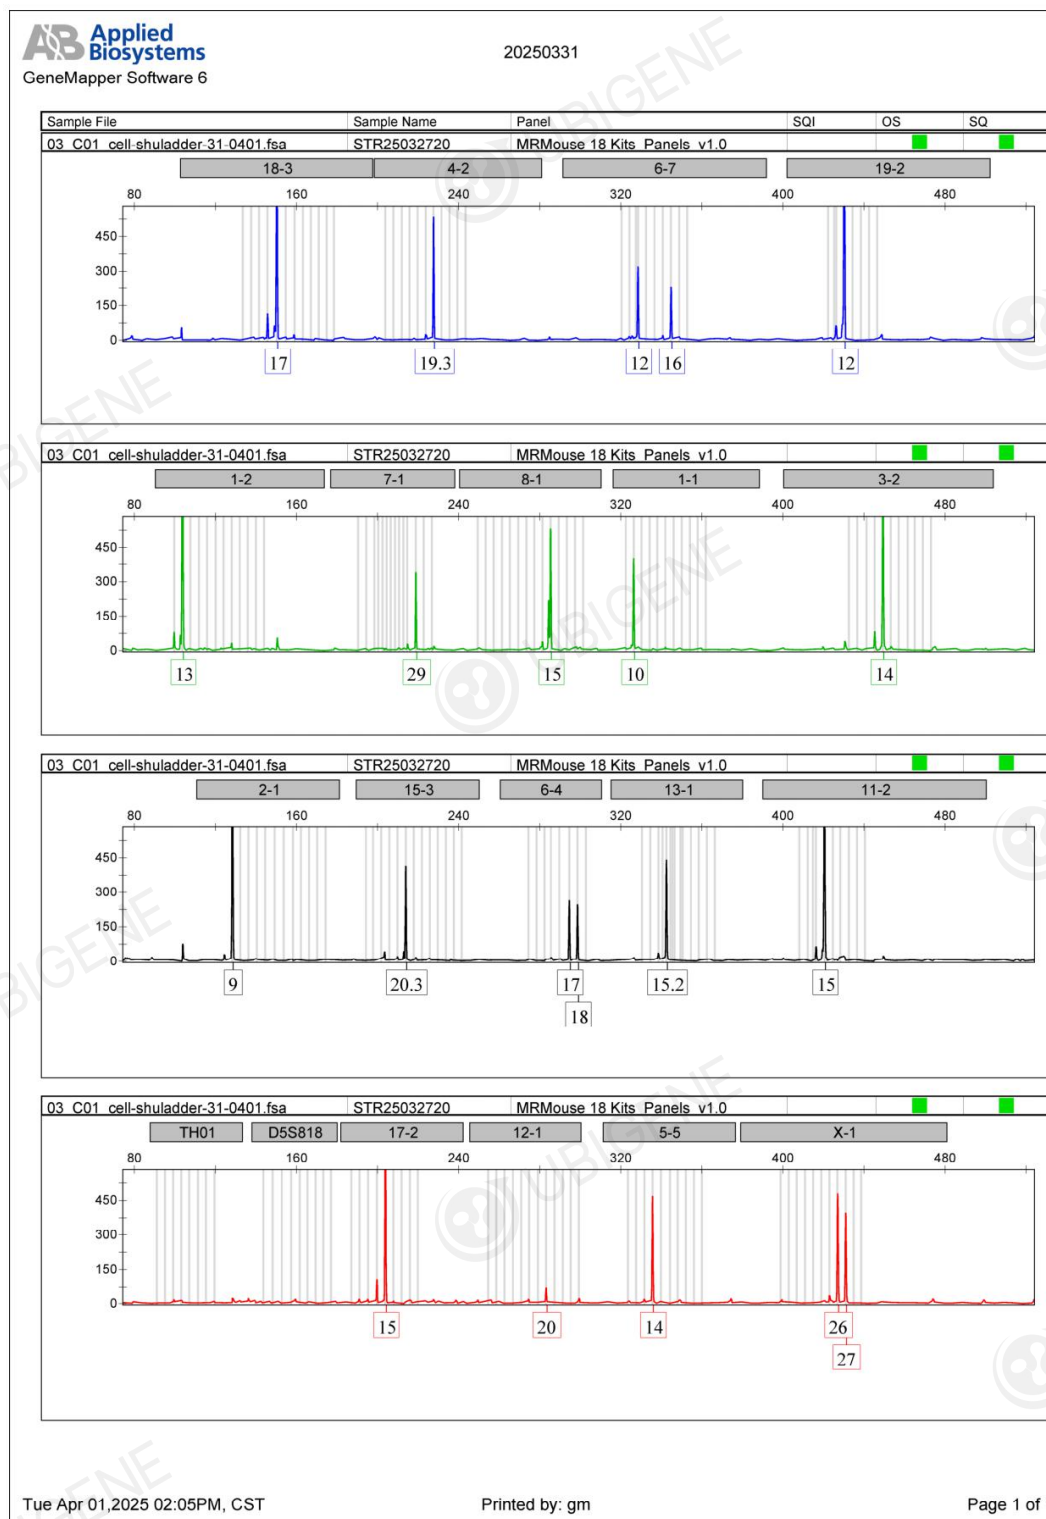 Applied
Biosystems
GeneMapper Software 6
20250331
Sample File Sample Name Panel SQI OS SQ
03_C01_cell-shuladder-31-0401.fsa STR25032720 MRMouse 18 Kits_Panels_v1.0
18-3 4-2 6-7 19-2
80 160 240 320 400 480
450
300
150
0
17 19.3 12 16 12
03_C01_cell-shuladder-31-0401.fsa STR25032720 MRMouse 18 Kits_Panels_v1.0
1-2 7-1 8-1 1-1 3-2
80 160 240 320 400 480
450
300
150
0
13 29 15 10 14
03_C01_cell-shuladder-31-0401.fsa STR25032720 MRMouse 18 Kits_Panels_v1.0
2-1 15-3 6-4 13-1 11-2
80 160 240 320 400 480
450
300
150
0
9 20.3 17 15.2 15
18
03_C01_cell-shuladder-31-0401.fsa STR25032720 MRMouse 18 Kits_Panels_v1.0
TH01 D5S818 17-2 12-1 5-5 X-1
80 160 240 320 400 480
450
300
150
0
15 20 14 26
27
Tue Apr 01,2025 02:05PM, CST Printed by: gm Page 1 of
UBIGENE
UBIGENE
UBIGENE
UBIGENE
UBIGENE